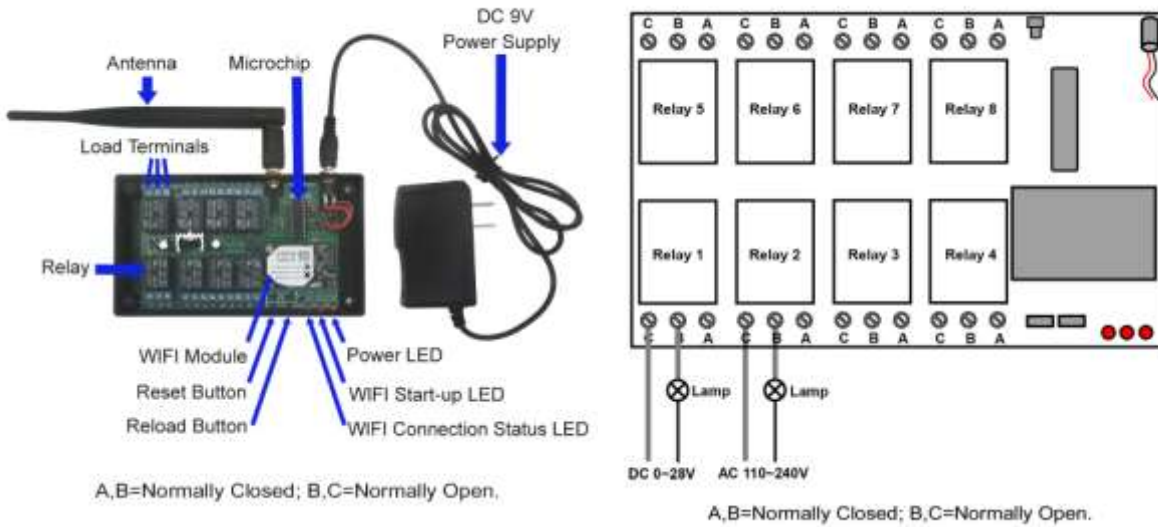 DC 9V
Power Supply
Antenna
Microchip
Load Terminals
Relay
WIFI Module
Reset Button
Reload Button
Power LED
WIFI Start-up LED
WIFI Connection Status LED
A,B=Normally Closed; B,C=Normally Open.
C B A C B A C B A C B A
Relay 5 Relay 6 Relay 7 Relay 8
Relay 1 Relay 2 Relay 3 Relay 4
C B A C B A C B A C B A
Lamp Lamp
DC 0~28V AC 110~240V
A,B=Normally Closed; B,C=Normally Open.